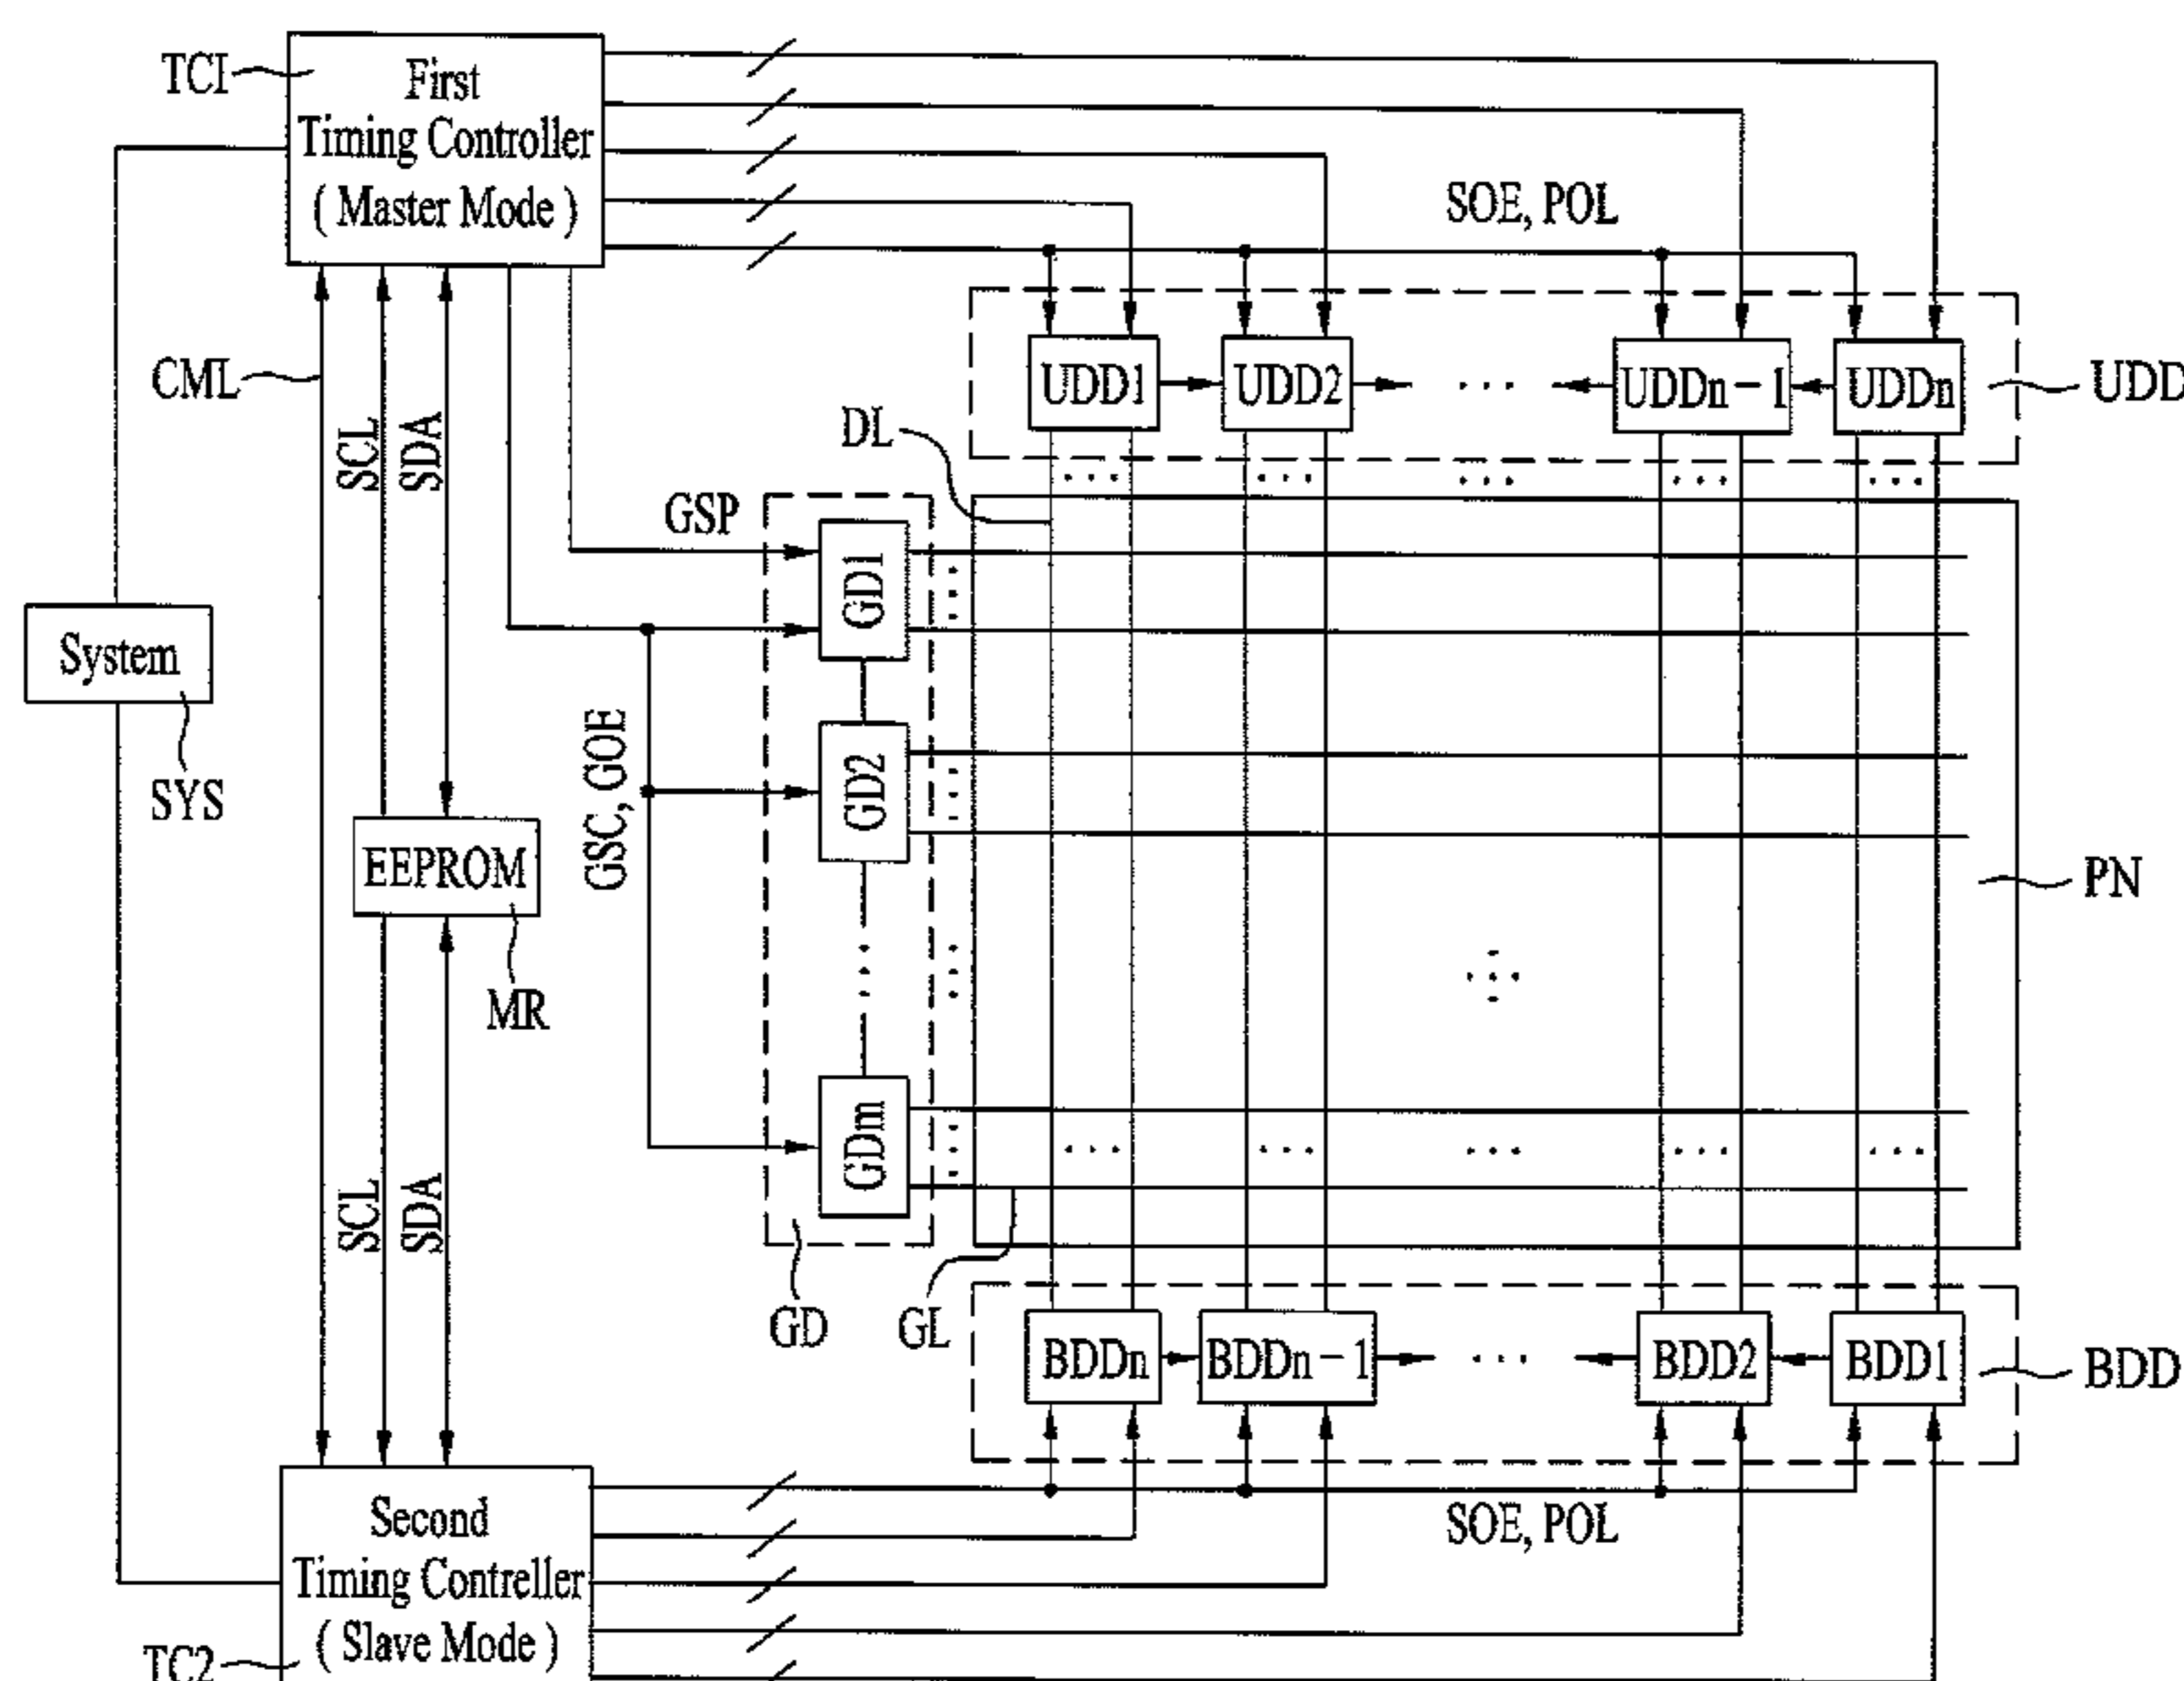 TCI
First
Timing Controller
( Master Mode )
SOE, POL
CML
SCL
SDA
UDD1
UDD2
...
UDDn-1
UDDn
UDD
DL
GSP
GD1
System
SYS
GSC, GOE
GD2
EEPROM
MR
PN
GDm
SCL
SDA
GD
GL
BDDn
BDDn-1
...
BDD2
BDD1
BDD
SOE, POL
Second
Timing Contreller
( Slave Mode )
TC2